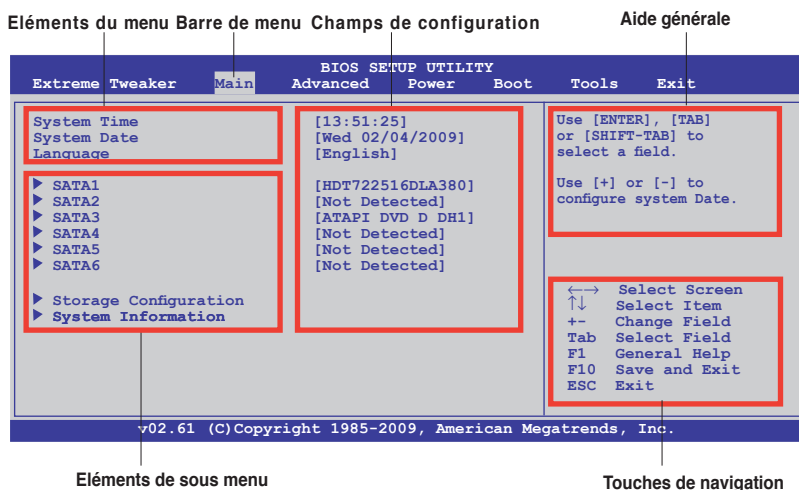 Eléments du menu Barre de menu Champs de configuration Aide générale
BIOS SETUP UTILITY
Extreme Tweaker Main Advanced Power Boot Tools Exit
System Time [13:51:25]
System Date [Wed 02/04/2009]
Language [English]
SATA1 [HDT722516DLA380]
SATA2 [Not Detected]
SATA3 [ATAPI DVD D DH1]
SATA4 [Not Detected]
SATA5 [Not Detected]
SATA6 [Not Detected]
Storage Configuration
System Information
Use [ENTER], [TAB]
or [SHIFT-TAB] to
select a field.
Use [+] or [-] to
configure system Date.
←→ Select Screen
↑↓ Select Item
+- Change Field
Tab Select Field
F1 General Help
F10 Save and Exit
ESC Exit
v02.61 (C)Copyright 1985-2009, American Megatrends, Inc.
Eléments de sous menu Touches de navigation